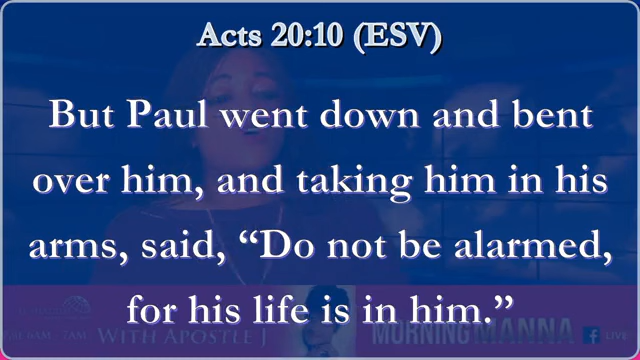 Acts 20:10 (ESV)
But Paul went down and bent
over him, and taking him in his
arms, said, “Do not be alarmed,
for his life is in him.”
WITH APOSTLE J
MORNING MANNA
LIVE